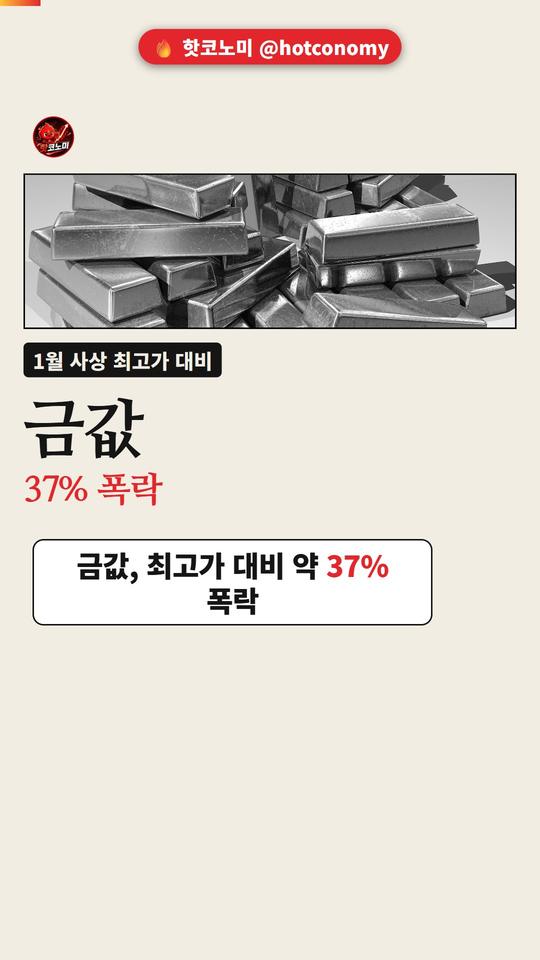 핫코노미 @hotconomy
핫코노미
1월 사상 최고가 대비
금값
37% 폭락
금값, 최고가 대비 약 37%
폭락